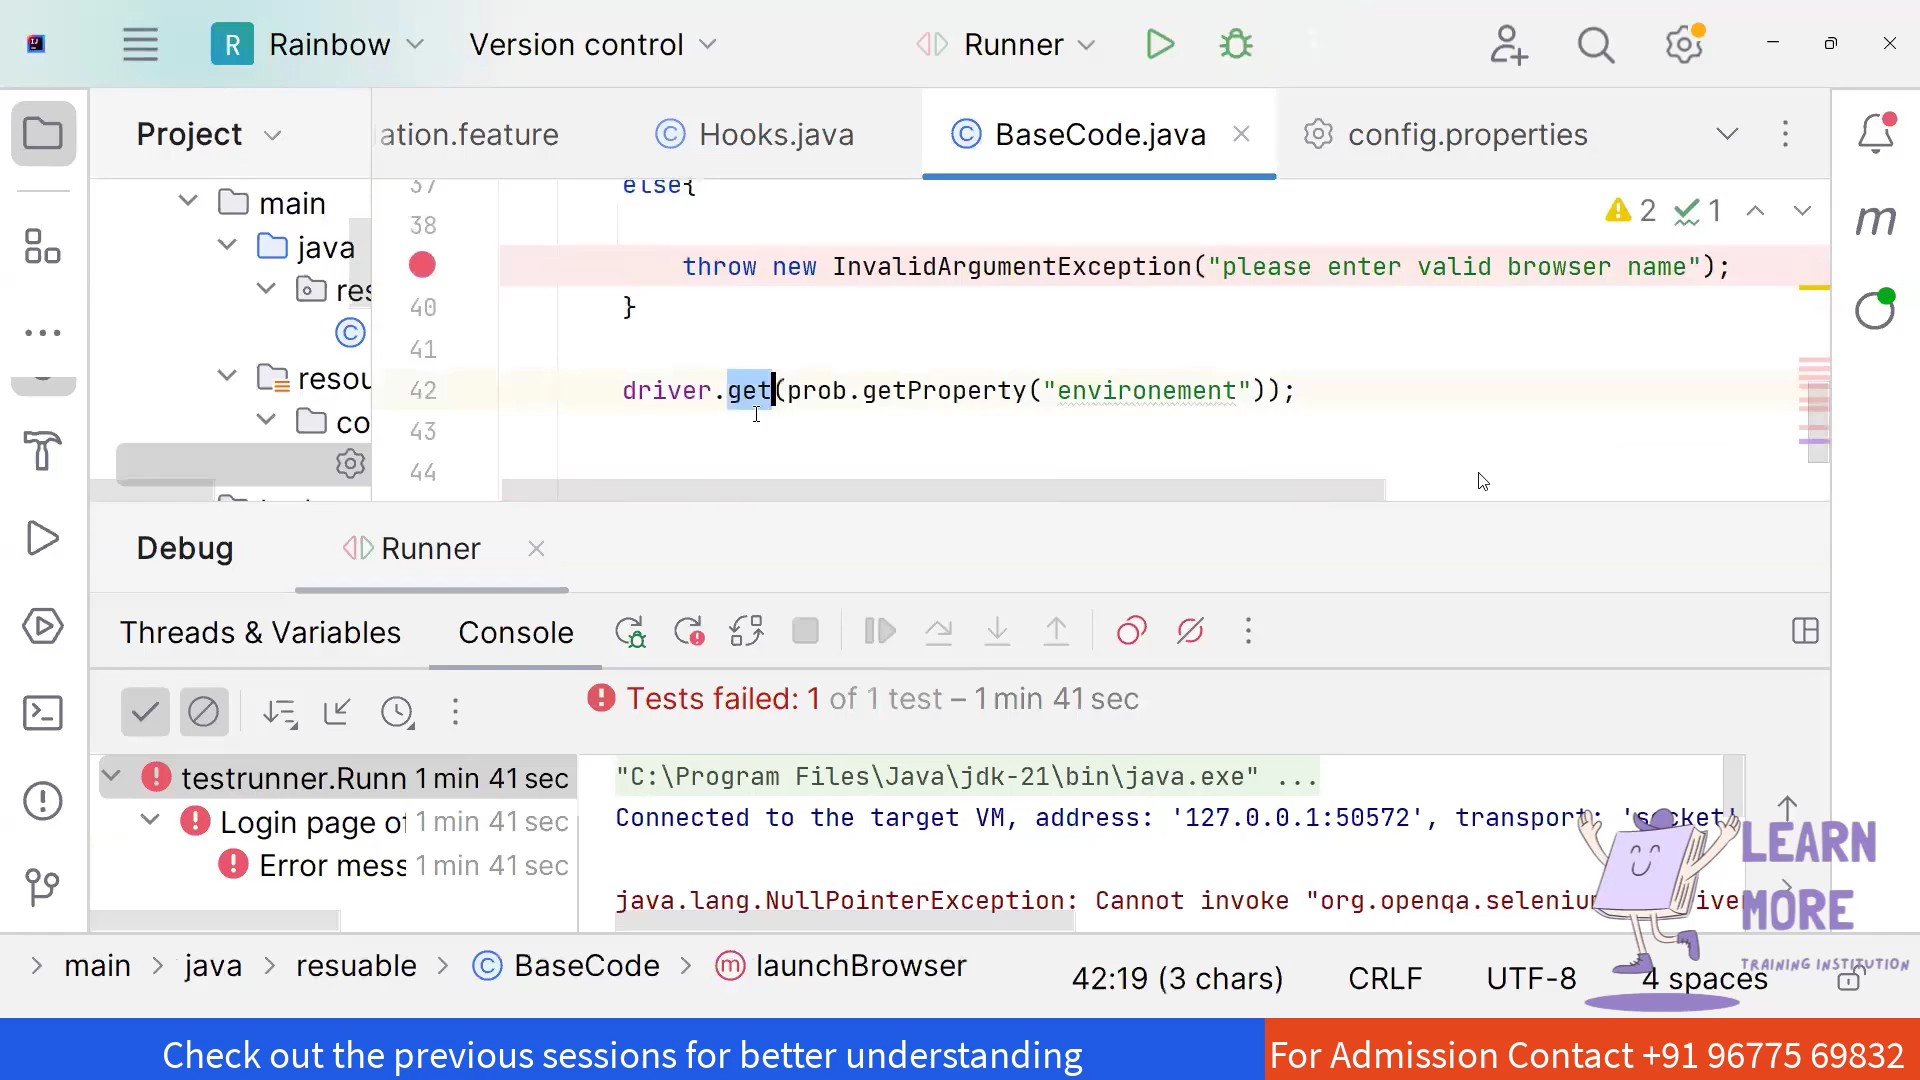 R Rainbow Version control Runner
Project
ation.feature Hooks.java BaseCode.java config.properties
main
java
res
resou
co
37 else{
38
throw new InvalidArgumentException("please enter valid browser name");
40 }
41
42 driver.get(prob.getProperty("environement"));
43
44
2 1
m
Debug Runner
Threads & Variables Console
Tests failed: 1 of 1 test – 1 min 41 sec
testrunner.Runn 1 min 41 sec
Login page of 1 min 41 sec
Error mess 1 min 41 sec
"C:\Program Files\Java\jdk-21\bin\java.exe" ...
Connected to the target VM, address: '127.0.0.1:50572', transport: 'socket'
java.lang.NullPointerException: Cannot invoke "org.openqa.selenium
LEARN
MORE
TRAINING INSTITUTION
main java resuable BaseCode launchBrowser
42:19 (3 chars) CRLF UTF-8 4 spaces
Check out the previous sessions for better understanding
For Admission Contact +91 96775 69832